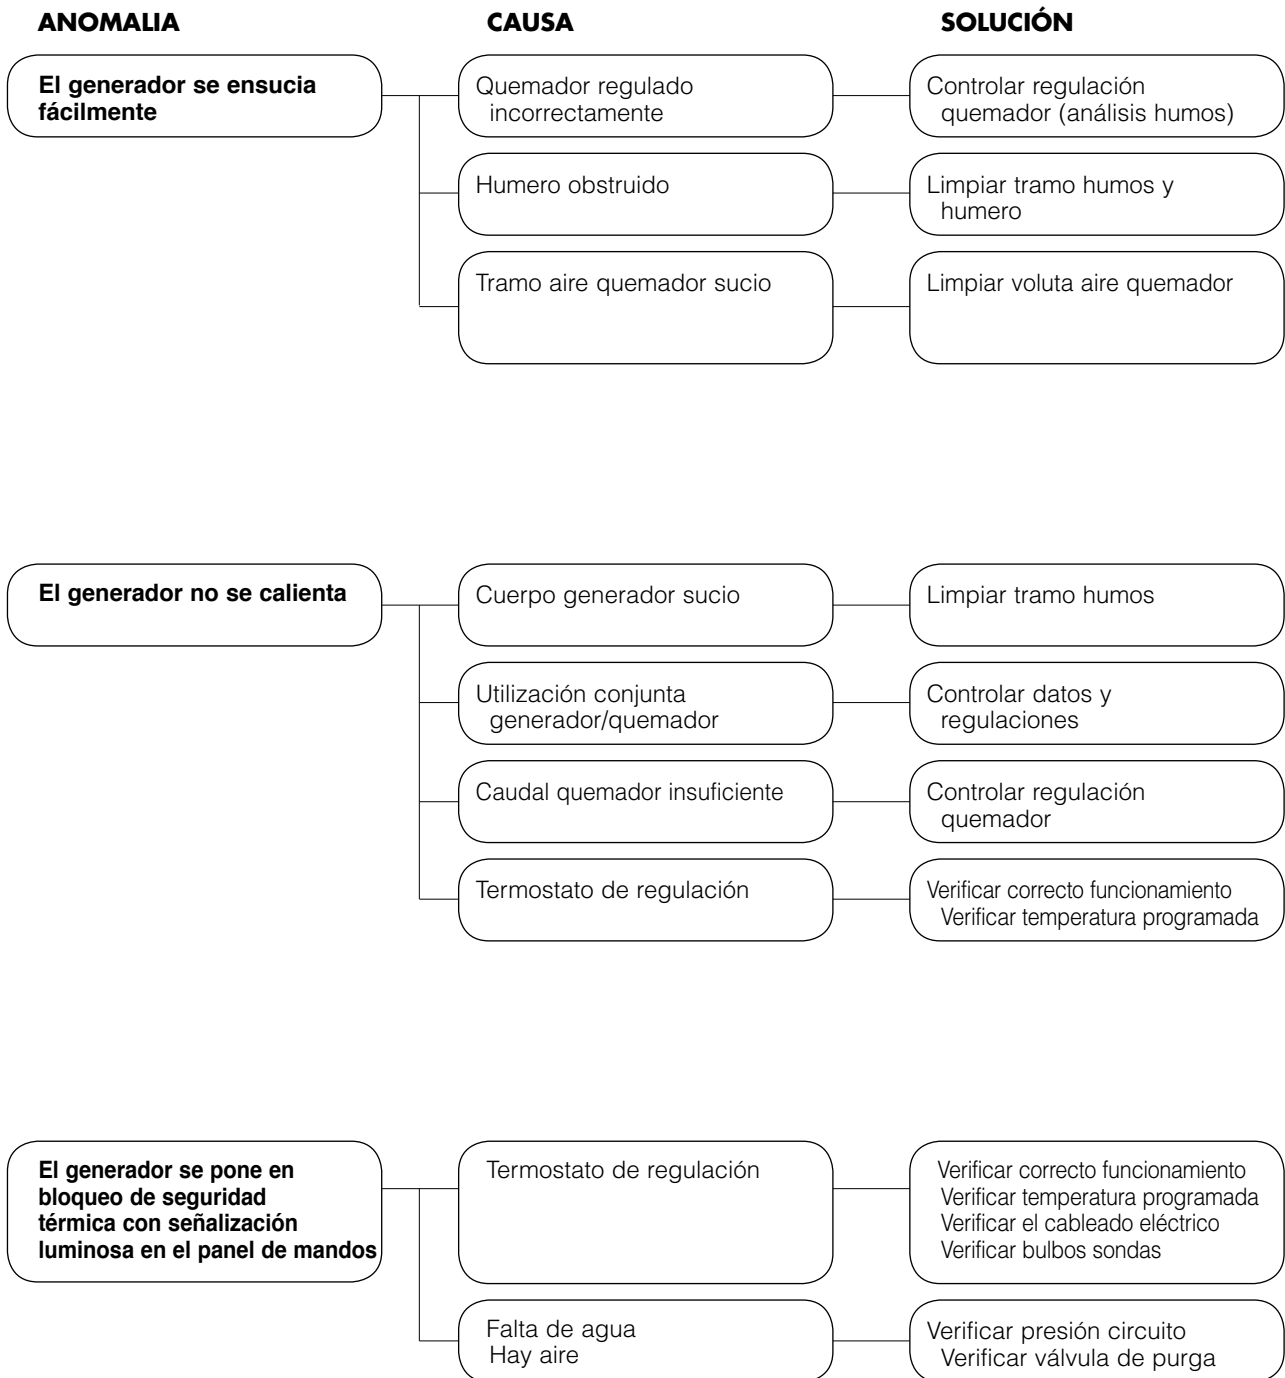 ANOMALIA
CAUSA
SOLUCIÓN
El generador se ensucia
fácilmente
Quemador regulado
incorrectamente
Controlar regulación
quemador (análisis humos)
Humero obstruido
Limpiar tramo humos y
humero
Tramo aire quemador sucio
Limpiar voluta aire quemador
El generador no se calienta
Cuerpo generador sucio
Limpiar tramo humos
Utilización conjunta
generador/quemador
Controlar datos y
regulaciones
Caudal quemador insuficiente
Controlar regulación
quemador
Termostato de regulación
Verificar correcto funcionamiento
Verificar temperatura programada
El generador se pone en
bloqueo de seguridad
térmica con señalización
luminosa en el panel de mandos
Termostato de regulación
Verificar correcto funcionamiento
Verificar temperatura programada
Verificar el cableado eléctrico
Verificar bulbos sondas
Falta de agua
Hay aire
Verificar presión circuito
Verificar válvula de purga